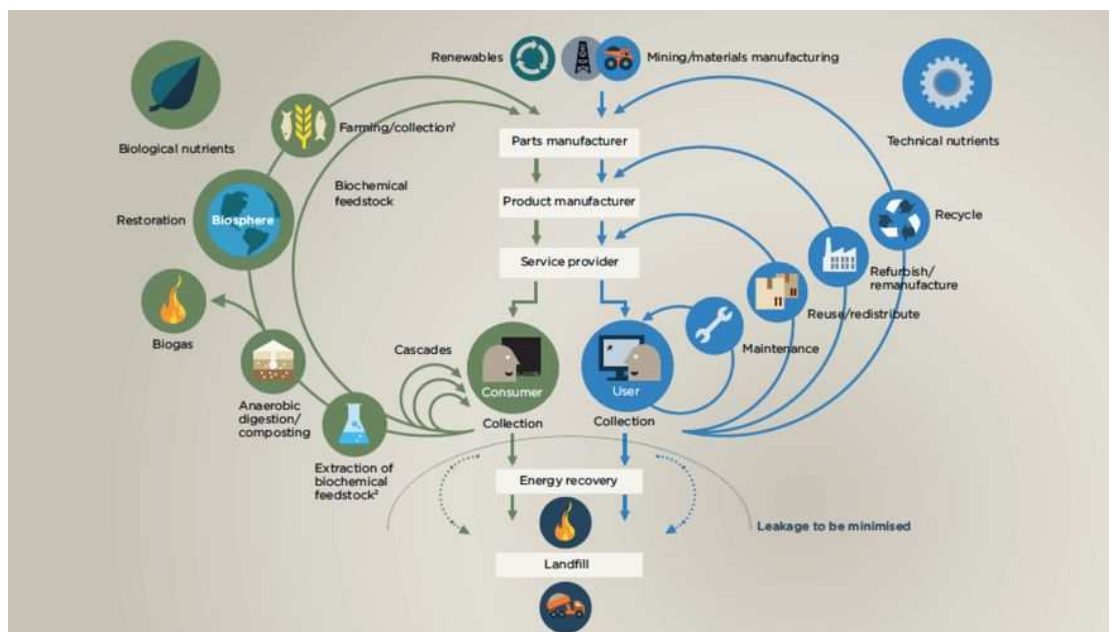 Renewables
Mining/materials manufacturing
Biological nutrients
Farming/collection¹
Parts manufacturer
Technical nutrients
Biochemical
feedstock
Product manufacturer
Restoration
Biosphere
Recycle
Service provider
Refurbish/
remanufacture
Reuse/redistribute
Biogas
Cascades
Maintenance
Consumer
User
Anaerobic
digestion/
composting
Collection
Collection
Extraction of
biochemical
feedstock²
Energy recovery
Leakage to be minimised
Landfill